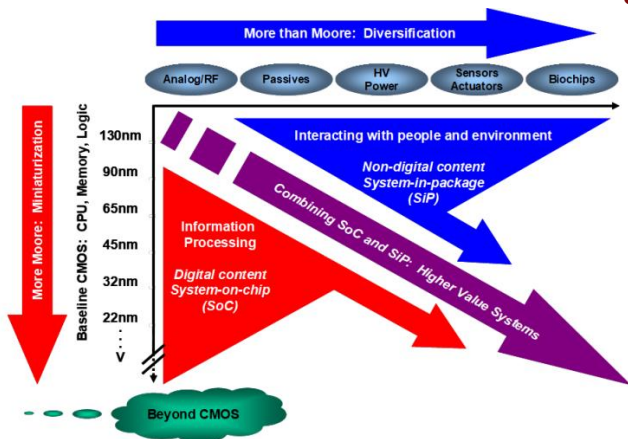 More than Moore: Diversification
Analog/RF
Passives
HV
Power
Sensors
Actuators
Biochips
More Moore: Miniaturization
Baseline CMOS: CPU, Memory, Logic
130nm
90nm
65nm
45nm
32nm
22nm
V
Interacting with people and environment
Non-digital content
System-in-package
(SiP)
Combining SoC and SiP: Higher Value Systems
Information
Processing
Digital content
System-on-chip
(SoC)
Beyond CMOS